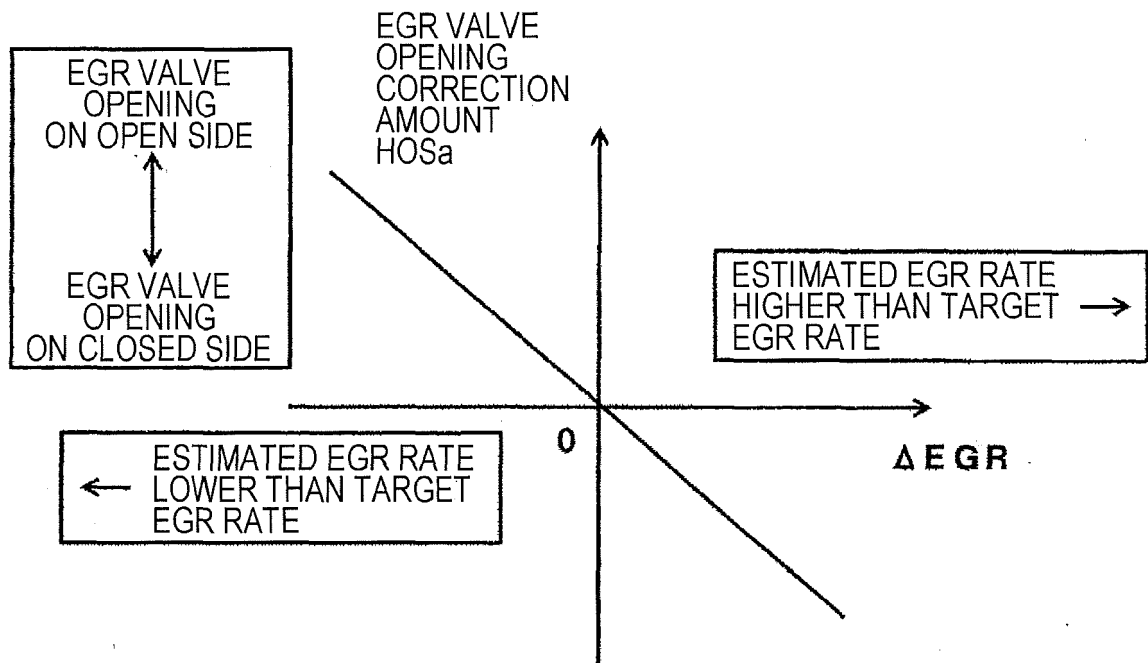 EGR VALVE
OPENING
CORRECTION
AMOUNT
HOSa
EGR VALVE
OPENING
ON OPEN SIDE
EGR VALVE
OPENING
ON CLOSED SIDE
ESTIMATED EGR RATE
HIGHER THAN TARGET
EGR RATE
0
ΔEGR
ESTIMATED EGR RATE
LOWER THAN TARGET
EGR RATE